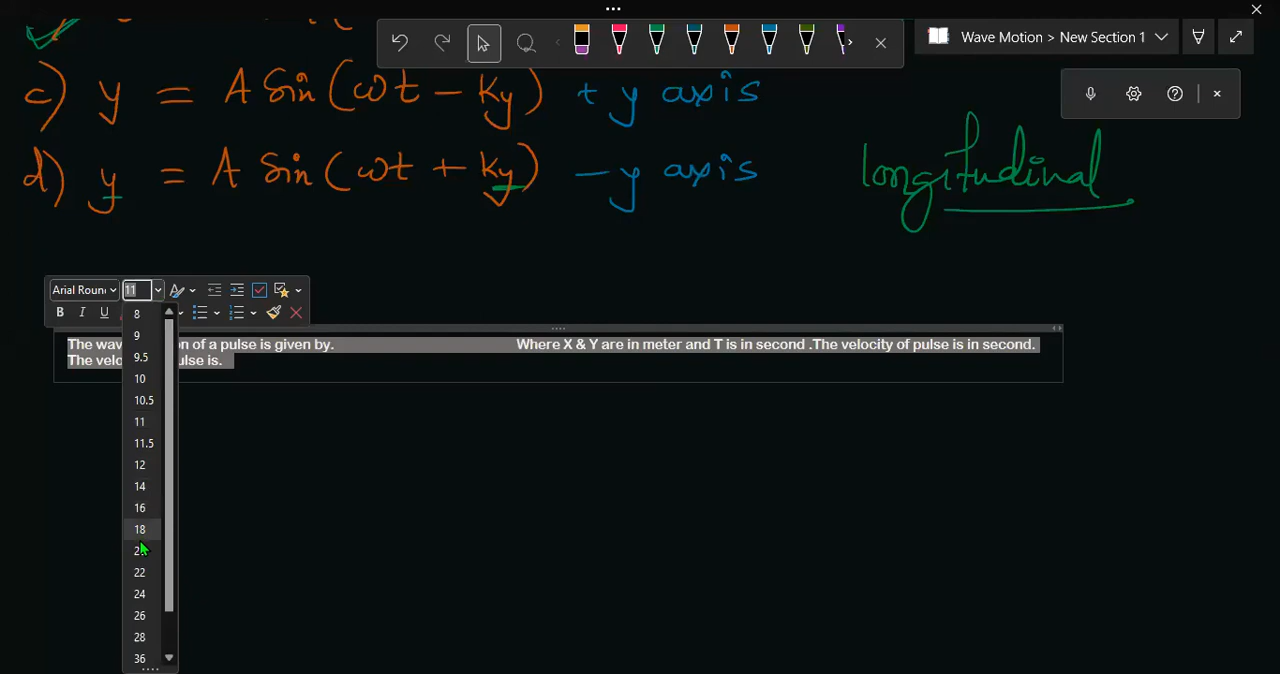 Wave Motion > New Section 1
c) y = A Sin (ωt - ky) + y axis
d) y = A Sin (ωt + ky) - y axis
longitudinal
Arial Roun
11
B I U
8
9
9.5
10
10.5
11
11.5
12
14
16
18
22
24
26
28
36
The wav on of a pulse is given by. Where X & Y are in meter and T is in second .The velocity of pulse is in second.
The velo ulse is.